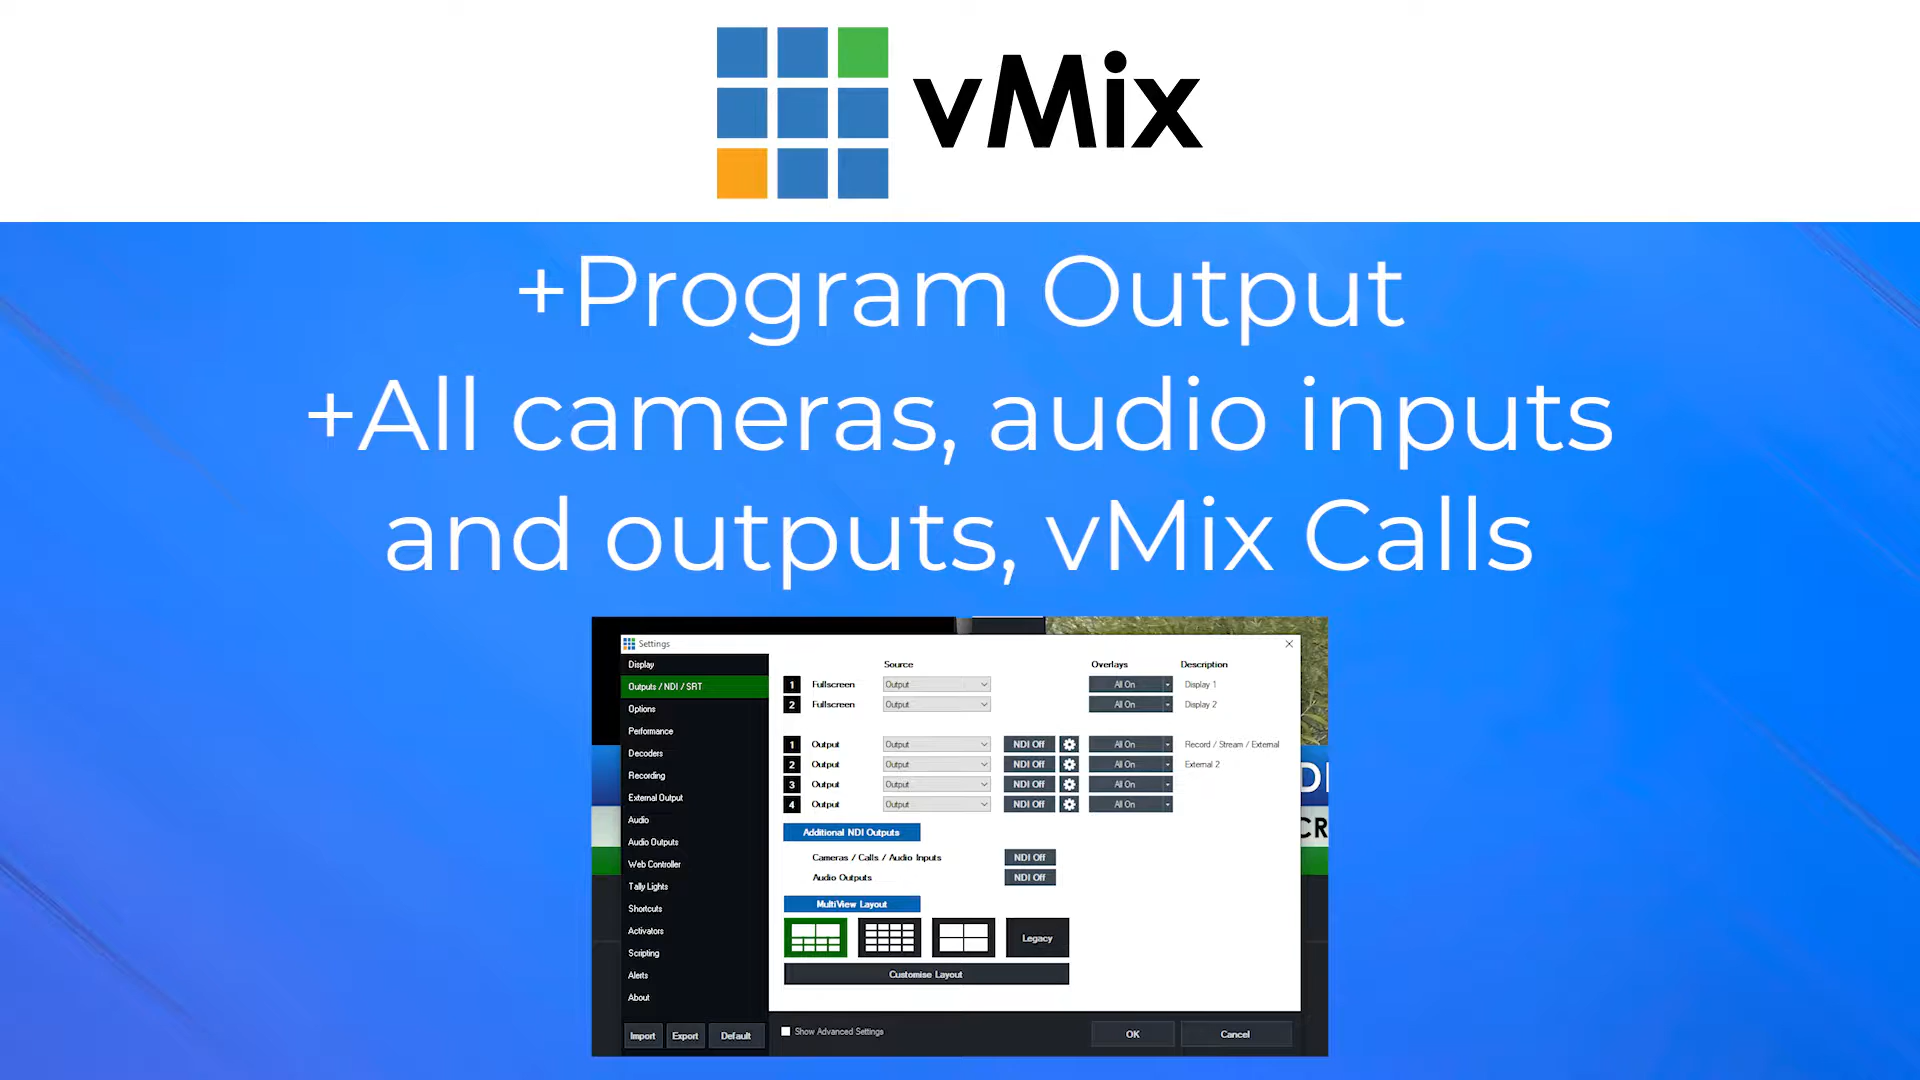 vMix
+Program Output
+All cameras, audio inputs
and outputs, vMix Calls
Settings
Display
Outputs / NDI / SRT
Options
Performance
Decoders
Recording
External Output
Audio
Audio Outputs
Web Controller
Tally Lights
Shortcuts
Activators
Scripting
Alerts
About
Import Export Default
Source Overlays Description
1 Fullscreen Output All On Display 1
2 Fullscreen Output All On Display 2
1 Output Output NDI Off All On Record / Stream / External
2 Output Output NDI Off All On External 2
3 Output Output NDI Off All On
4 Output Output NDI Off All On
Additional NDI Outputs
Cameras / Calls / Audio Inputs NDI Off
Audio Outputs NDI Off
MultiView Layout
Legacy
Customise Layout
Show Advanced Settings OK Cancel